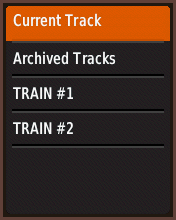 Current Track
Archived Tracks
TRAIN #1
TRAIN #2